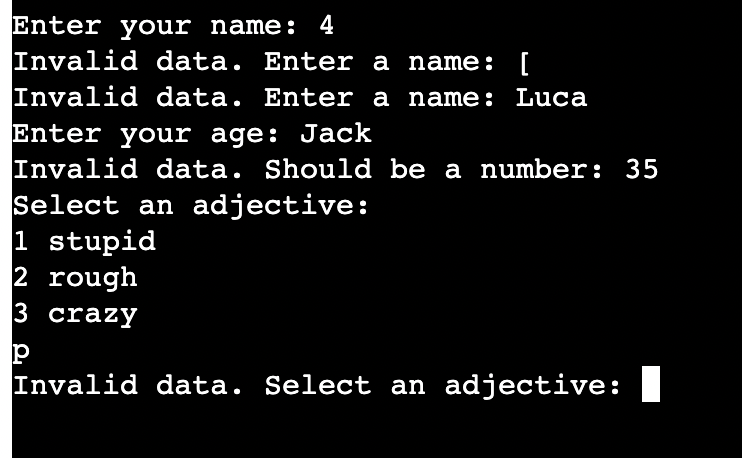 Enter your name: 4
Invalid data. Enter a name: [
Invalid data. Enter a name: Luca
Enter your age: Jack
Invalid data. Should be a number: 35
Select an adjective:
1 stupid
2 rough
3 crazy
p
Invalid data. Select an adjective: